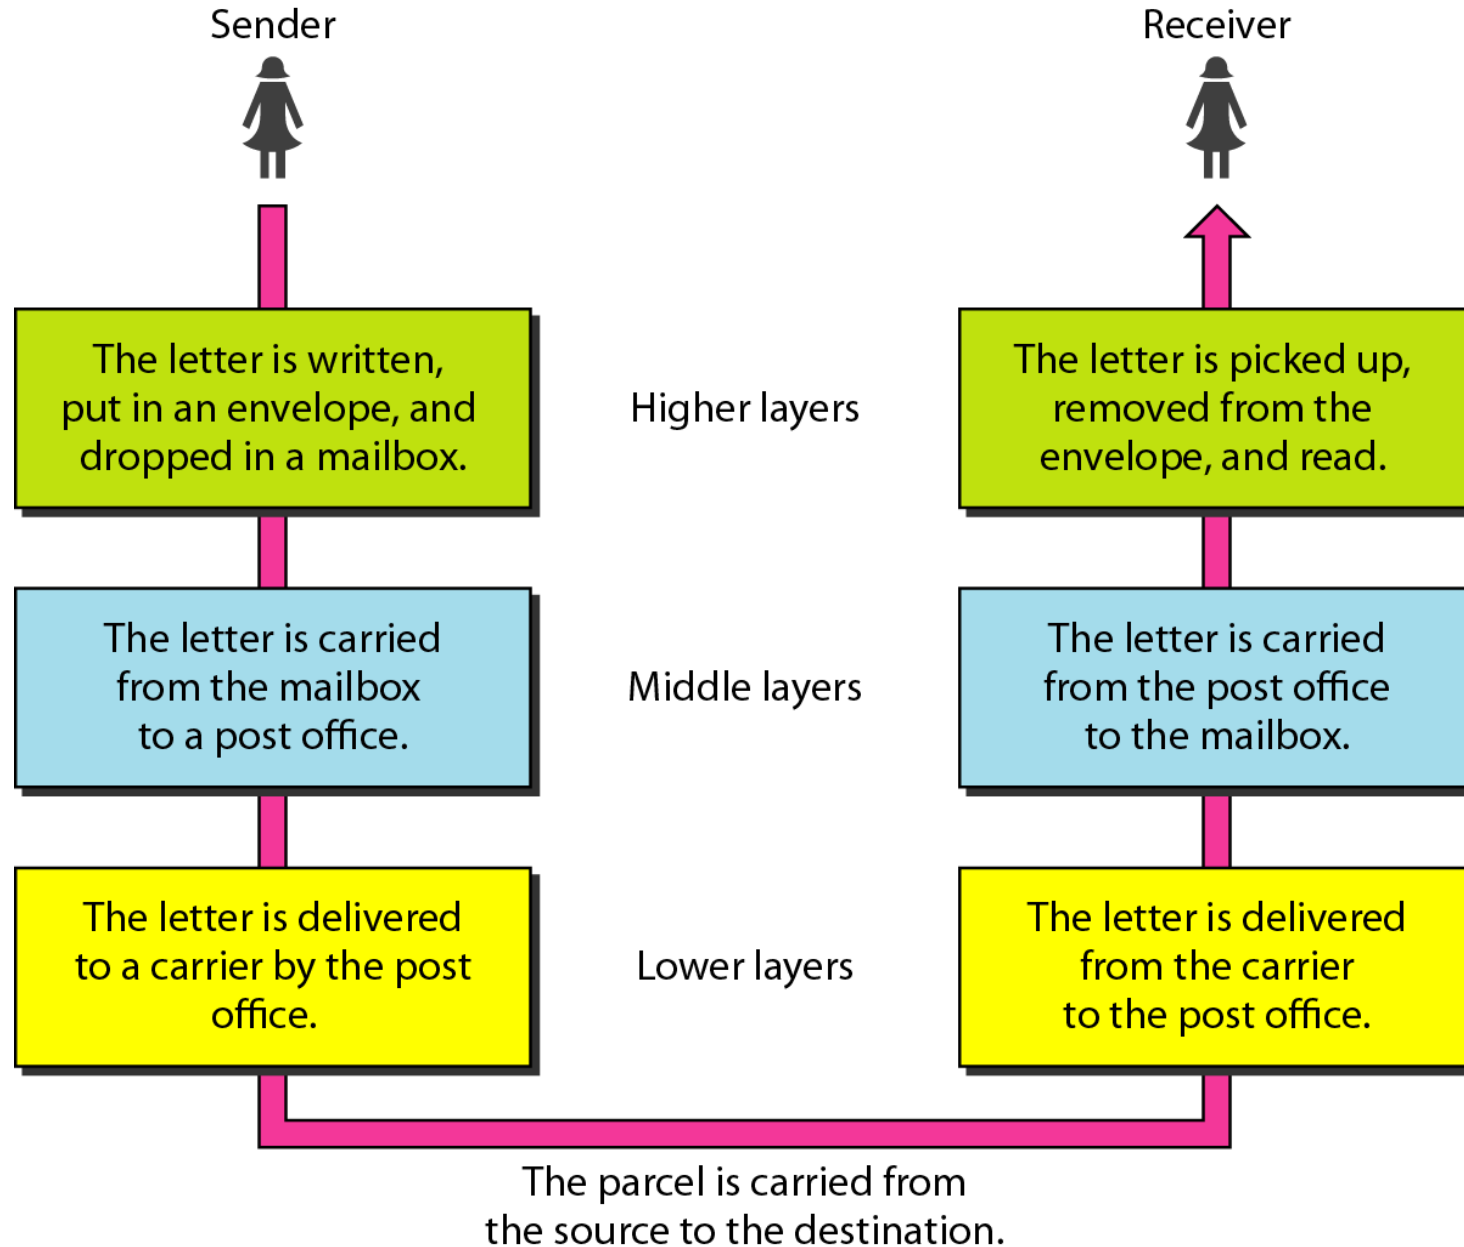 Sender
Receiver
The letter is written,
put in an envelope, and
dropped in a mailbox.
Higher layers
The letter is picked up,
removed from the
envelope, and read.
The letter is carried
from the mailbox
to a post office.
Middle layers
The letter is carried
from the post office
to the mailbox.
The letter is delivered
to a carrier by the post
office.
Lower layers
The letter is delivered
from the carrier
to the post office.
The parcel is carried from
the source to the destination.